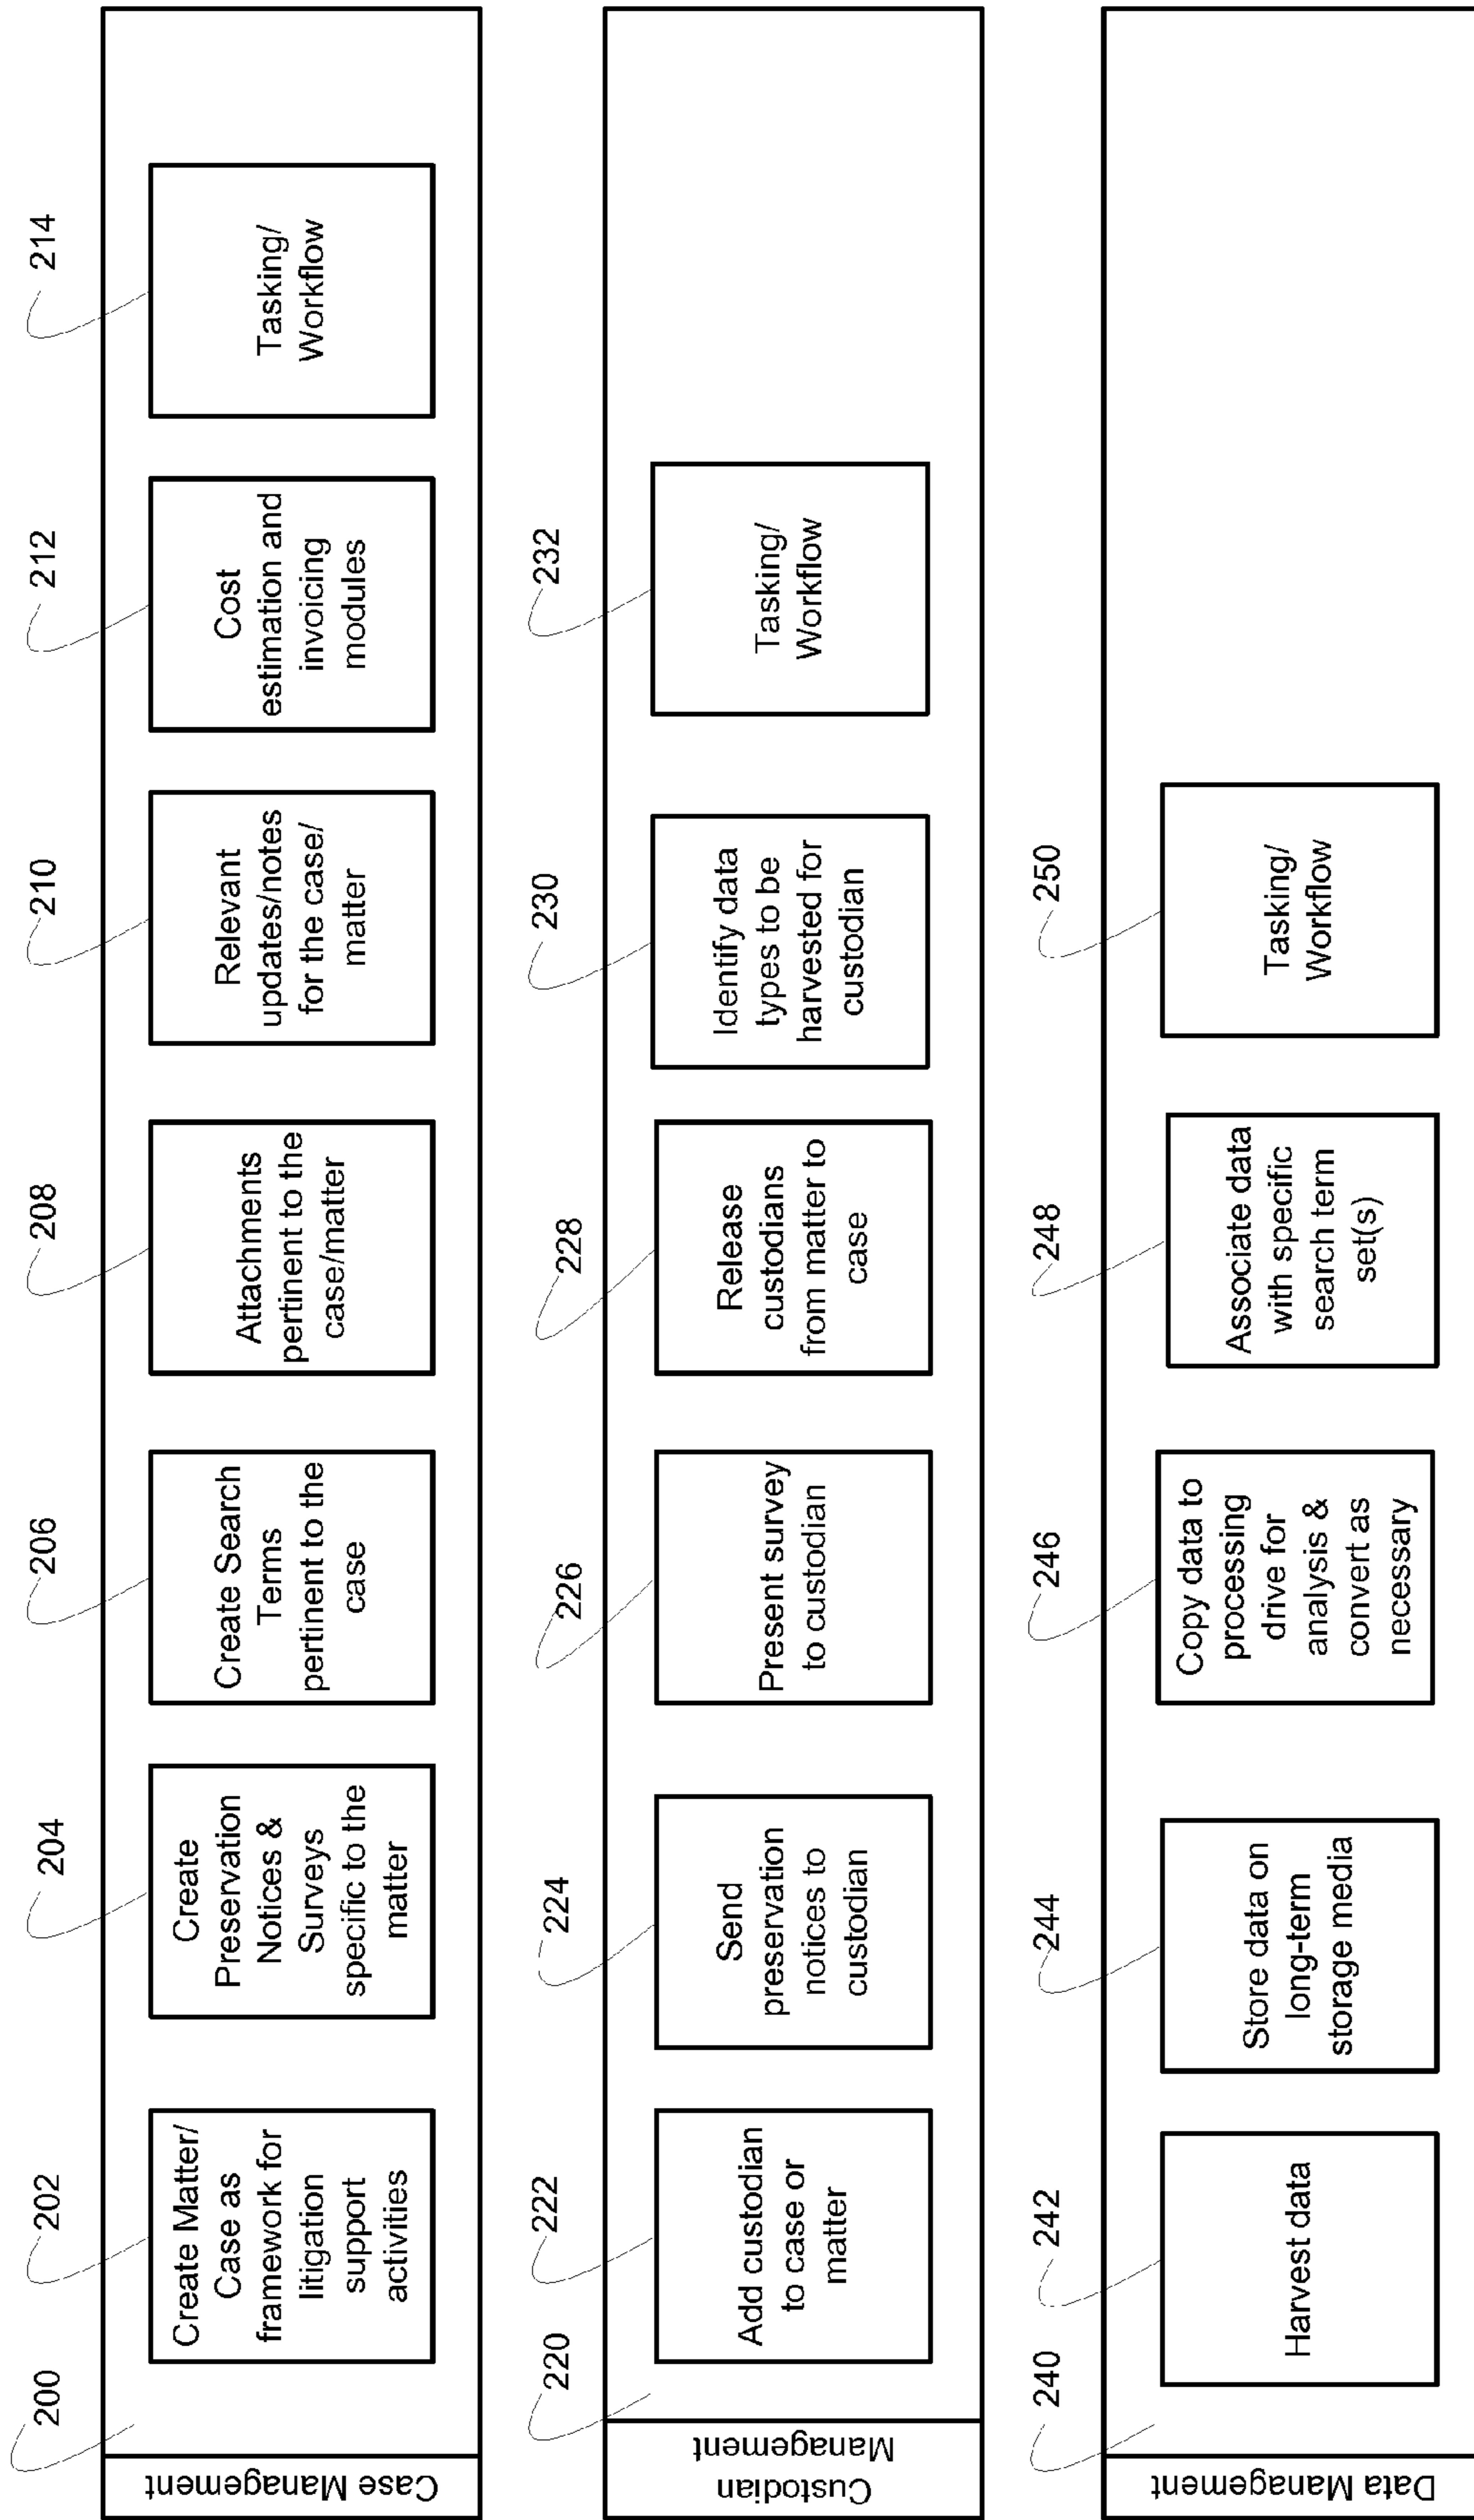 200
202
204
206
208
210
212
214
Case Management
Create Matter/
Case as
framework for
litigation
support
activities
Create
Preservation
Notices &
Surveys
specific to the
matter
Create Search
Terms
pertinent to the
case
Attachments
pertinent to the
case/matter
Relevant
updates/notes
for the case/
matter
Cost
estimation and
invoicing
modules
Tasking/
Workflow
220
222
224
226
228
230
232
Custodian
Management
Add custodian
to case or
matter
Send
preservation
notices to
custodian
Present survey
to custodian
Release
custodians
from matter to
case
Identify data
types to be
harvested for
custodian
Tasking/
Workflow
240
242
244
246
248
250
Data Management
Harvest data
Store data on
long-term
storage media
Copy data to
processing
drive for
analysis &
convert as
necessary
Associate data
with specific
search term
set(s)
Tasking/
Workflow